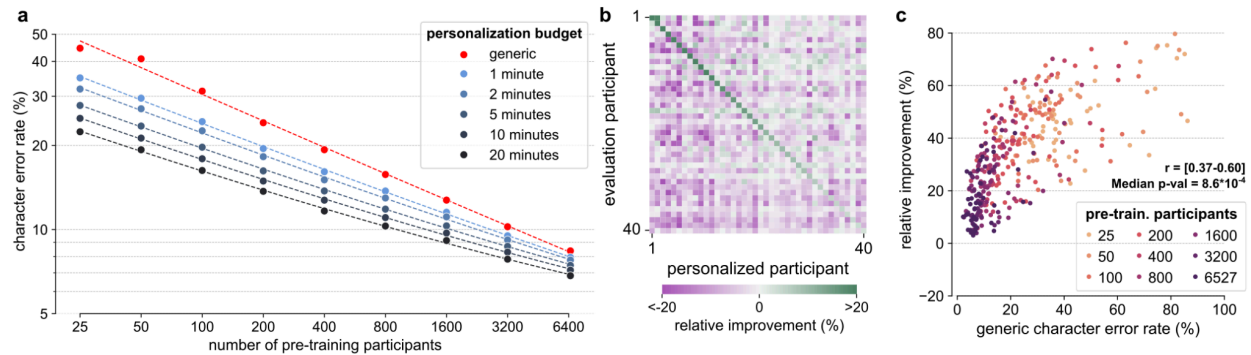 a
50
40
30
20
10
5
character error rate (%)
25 50 100 200 400 800 1600 3200 6400
number of pre-training participants
personalization budget
generic
1 minute
2 minutes
5 minutes
10 minutes
20 minutes
b
1
40
evaluation participant
1 40
personalized participant
<-20 0 >20
relative improvement (%)
c
80
60
40
20
0
−20
relative improvement (%)
r = [0.37-0.60]
Median p-val = 8.6*10⁻⁴
pre-train. participants
25 200 1600
50 400 3200
100 800 6527
0 20 40 60 80 100
generic character error rate (%)